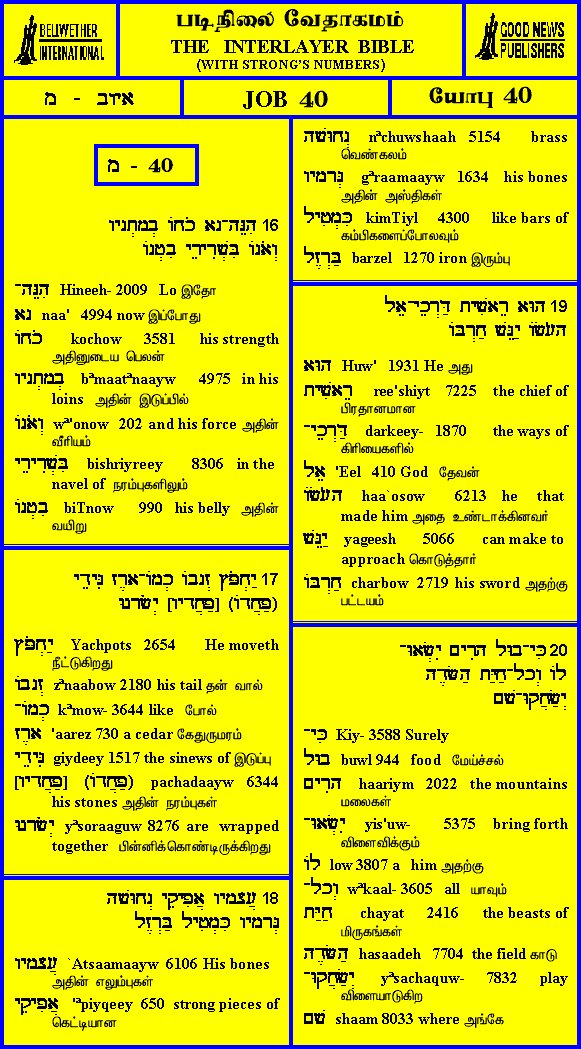 BELLWETHER
INTERNATIONAL
படிநிலை வேதாகமம்
THE INTERLAYER BIBLE
(WITH STRONG'S NUMBERS)
GOOD NEWS
PUBLISHERS
איוב - מ
JOB 40
யோபு 40
מ - 40
16 הִנֵּה־נָא כֹחוֹ בְמָתְנָיו
וְאֹנוֹ בִּשְׁרִירֵי בִטְנוֹ
הִנֵּה־ Hineeh- 2009 Lo இதோ
נָא naa' 4994 now இப்போது
כֹחוֹ kochow 3581 his strength
அதினுடைய பெலன்
בְמָתְנָיו bªmaatªnaayw 4975 in his
loins அதின் இடுப்பில்
וְאֹנוֹ wª'onow 202 and his force அதின்
வீரியம்
בִּשְׁרִירֵי bishriyreey 8306 in the
navel of நரம்புகளிலும்
בִטְנוֹ biTnow 990 his belly அதின்
வயிறு
17 יַחְפֹּץ זְנָבוֹ כְמוֹ־אָרֶז גִּידֵי
(פַחֲדוֹ) [פַחֲדָיו] יְשֹׂרָגוּ
יַחְפֹּץ Yachpots 2654 He moveth
நீட்டுகிறது
זְנָבוֹ zªnaabow 2180 his tail தன் வால்
כְמוֹ־ kªmow- 3644 like போல்
אָרֶז 'aarez 730 a cedar கேதுருமரம்
גִּידֵי giydeey 1517 the sinews of இடுப்பு
[פַחֲדָיו] (פַחֲדוֹ) pachadaayw 6344
his stones அதின் நரம்புகள்
יְשֹׂרָגוּ yªsoraaguw 8276 are wrapped
together பின்னிக்கொண்டிருக்கிறது
18 עֲצָמָיו אֲפִיקֵי נְחוּשָׁה
גְּרָמָיו כִּמְטִיל בַּרְזֶל
עֲצָמָיו `Atsaamaayw 6106 His bones
அதின் எலும்புகள்
אֲפִיקֵי 'ªpiyqeey 650 strong pieces of
கெட்டியான
נְחוּשָׁה nªchuwshaah 5154 brass
வெண்கலம்
גְּרָמָיו gªraamaayw 1634 his bones
அதின் அஸ்திகள்
כִּמְטִיל kimTiyl 4300 like bars of
கம்பிகளைப்போலவும்
בַּרְזֶל barzel 1270 iron இரும்பு
19 הוּא רֵאשִׁית דַּרְכֵי־אֵל
הָעֹשׂוֹ יַגֵּשׁ חַרְבּוֹ
הוּא Huw' 1931 He அது
רֵאשִׁית ree'shiyt 7225 the chief of
பிரதானமான
דַּרְכֵי־ darkeey- 1870 the ways of
கிரியைகளில்
אֵל 'Eel 410 God தேவன்
הָעֹשׂוֹ haa`osow 6213 he that
made him அதை உண்டாக்கினவர்
יַגֵּשׁ yageesh 5066 can make to
approach கொடுத்தார்
חַרְבּוֹ charbow 2719 his sword அதற்கு
பட்டயம்
20 כִּי־בוּל הָרִים יִשְׂאוּ־
לוֹ וְכָל־חַיַּת הַשָּׂדֶה
יְשַׂחֲקוּ־שָׁם
כִּי־ Kiy- 3588 Surely
בוּל buwl 944 food மேய்ச்சல்
הָרִים haariym 2022 the mountains
மலைகள்
יִשְׂאוּ־ yis'uw- 5375 bring forth
விளைவிக்கும்
לוֹ low 3807 a him அதற்கு
וְכָל־ wªkaal- 3605 all யாவும்
חַיַּת chayat 2416 the beasts of
மிருகங்கள்
הַשָּׂדֶה hasaadeh 7704 the field காடு
יְשַׂחֲקוּ־ yªsachaquw- 7832 play
விளையாடுகிற
שָׁם shaam 8033 where அங்கே